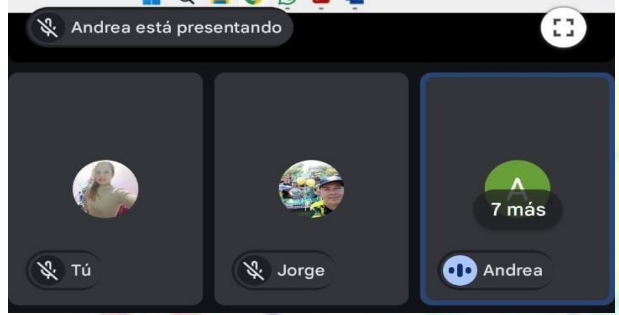 Andrea está presentando
A
7 más
Tú
Jorge
Andrea